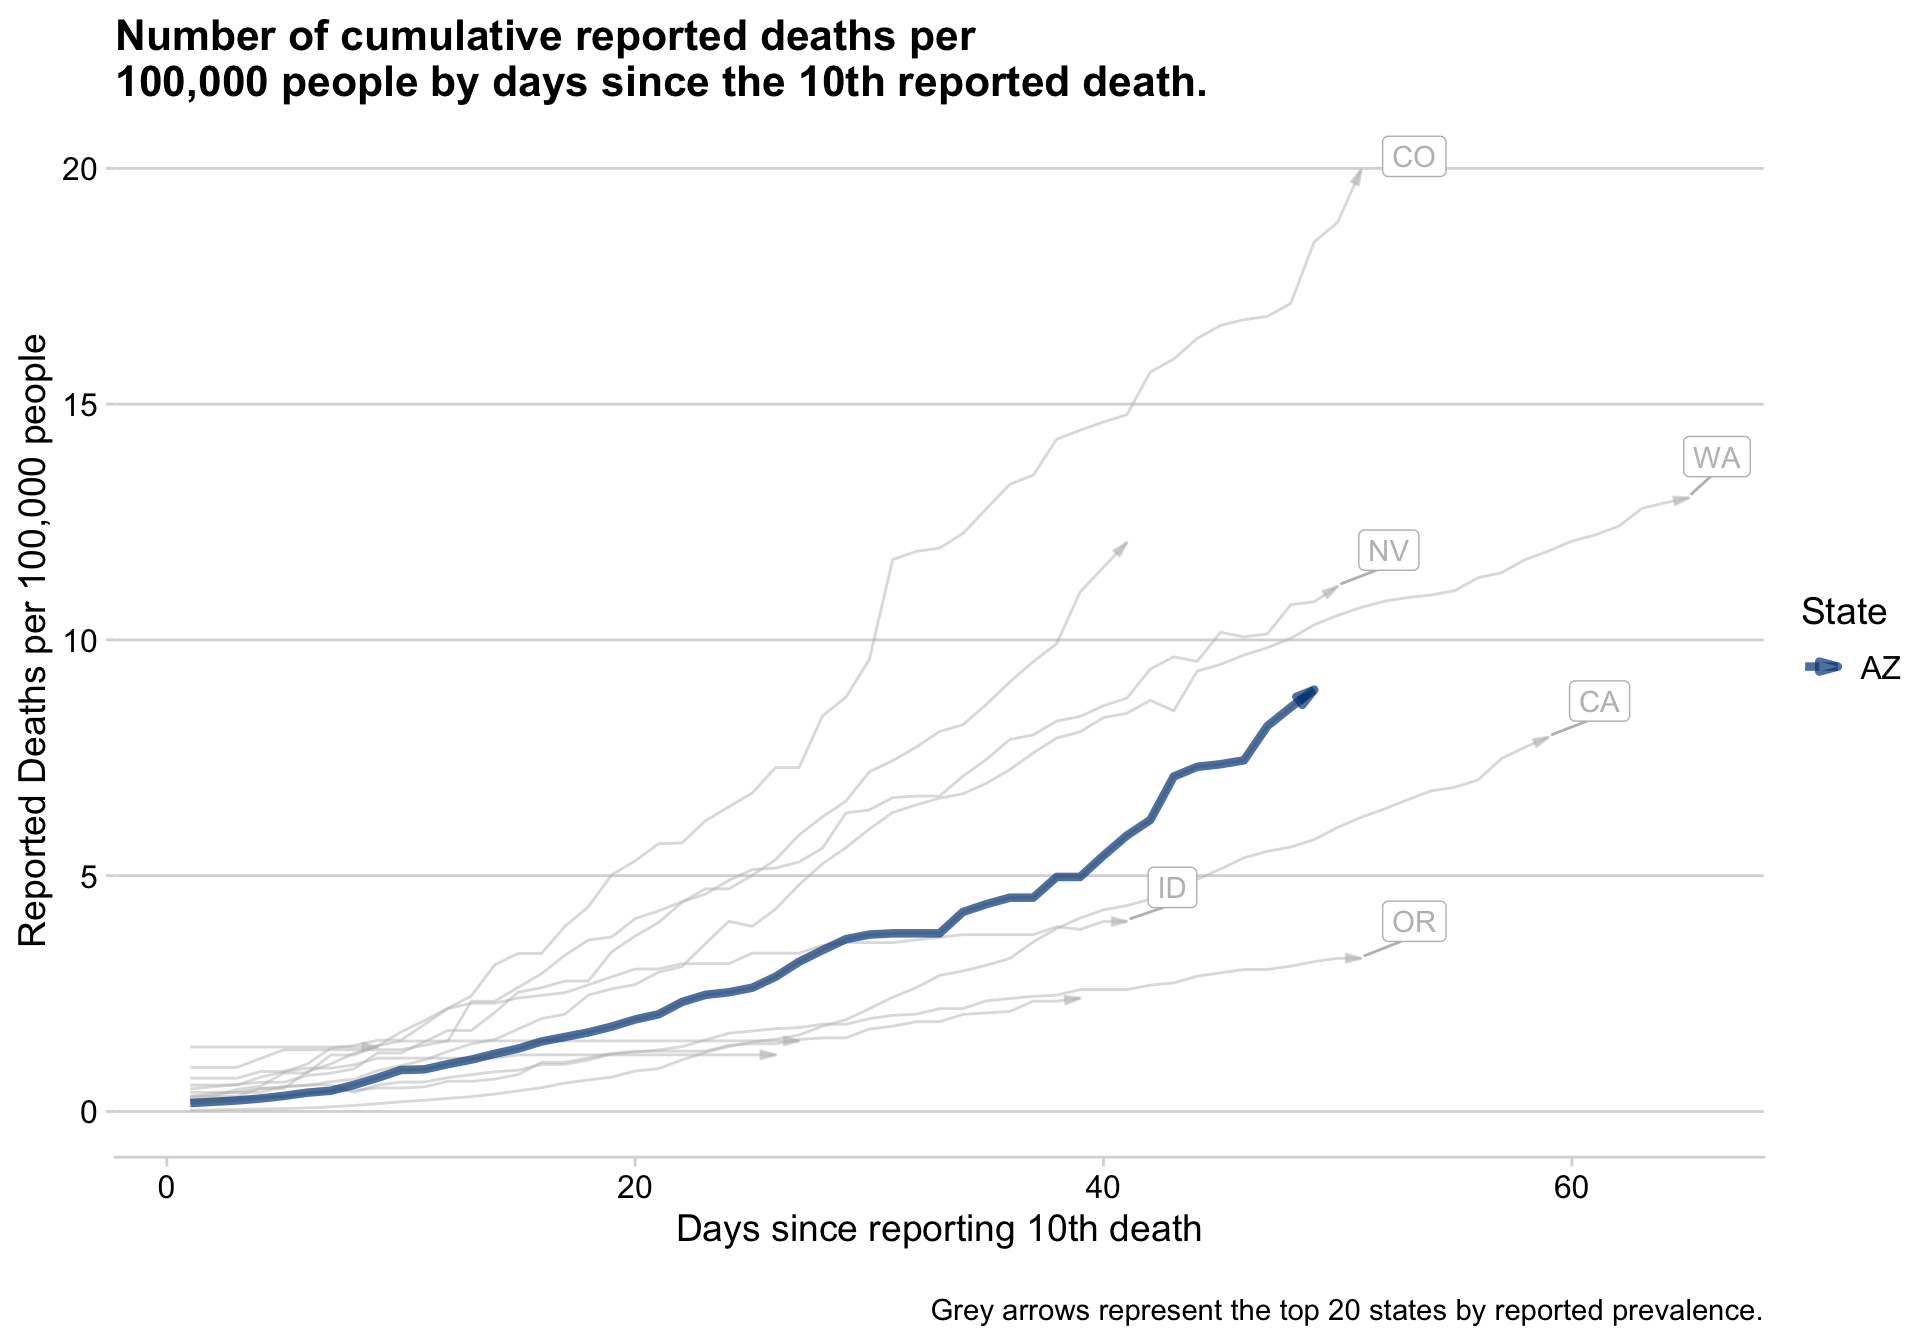 Number of cumulative reported deaths per
100,000 people by days since the 10th reported death.
Reported Deaths per 100,000 people
20
15
10
5
0
CO
WA
NV
CA
ID
OR
State
AZ
0
20
40
60
Days since reporting 10th death
Grey arrows represent the top 20 states by reported prevalence.